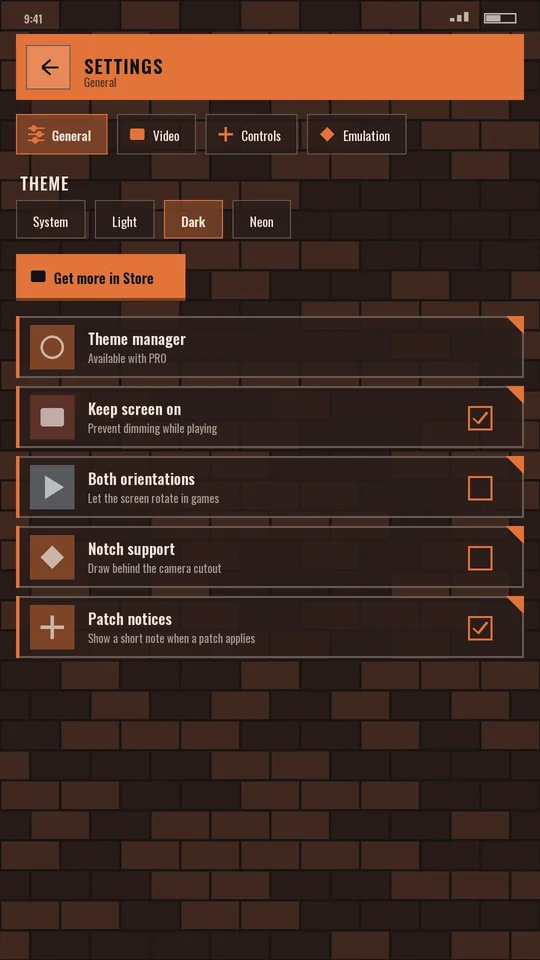 9:41
SETTINGS
General
General
Video
Controls
Emulation
THEME
System
Light
Dark
Neon
Get more in Store
Theme manager
Available with PRO
Keep screen on
Prevent dimming while playing
Both orientations
Let the screen rotate in games
Notch support
Draw behind the camera cutout
Patch notices
Show a short note when a patch applies